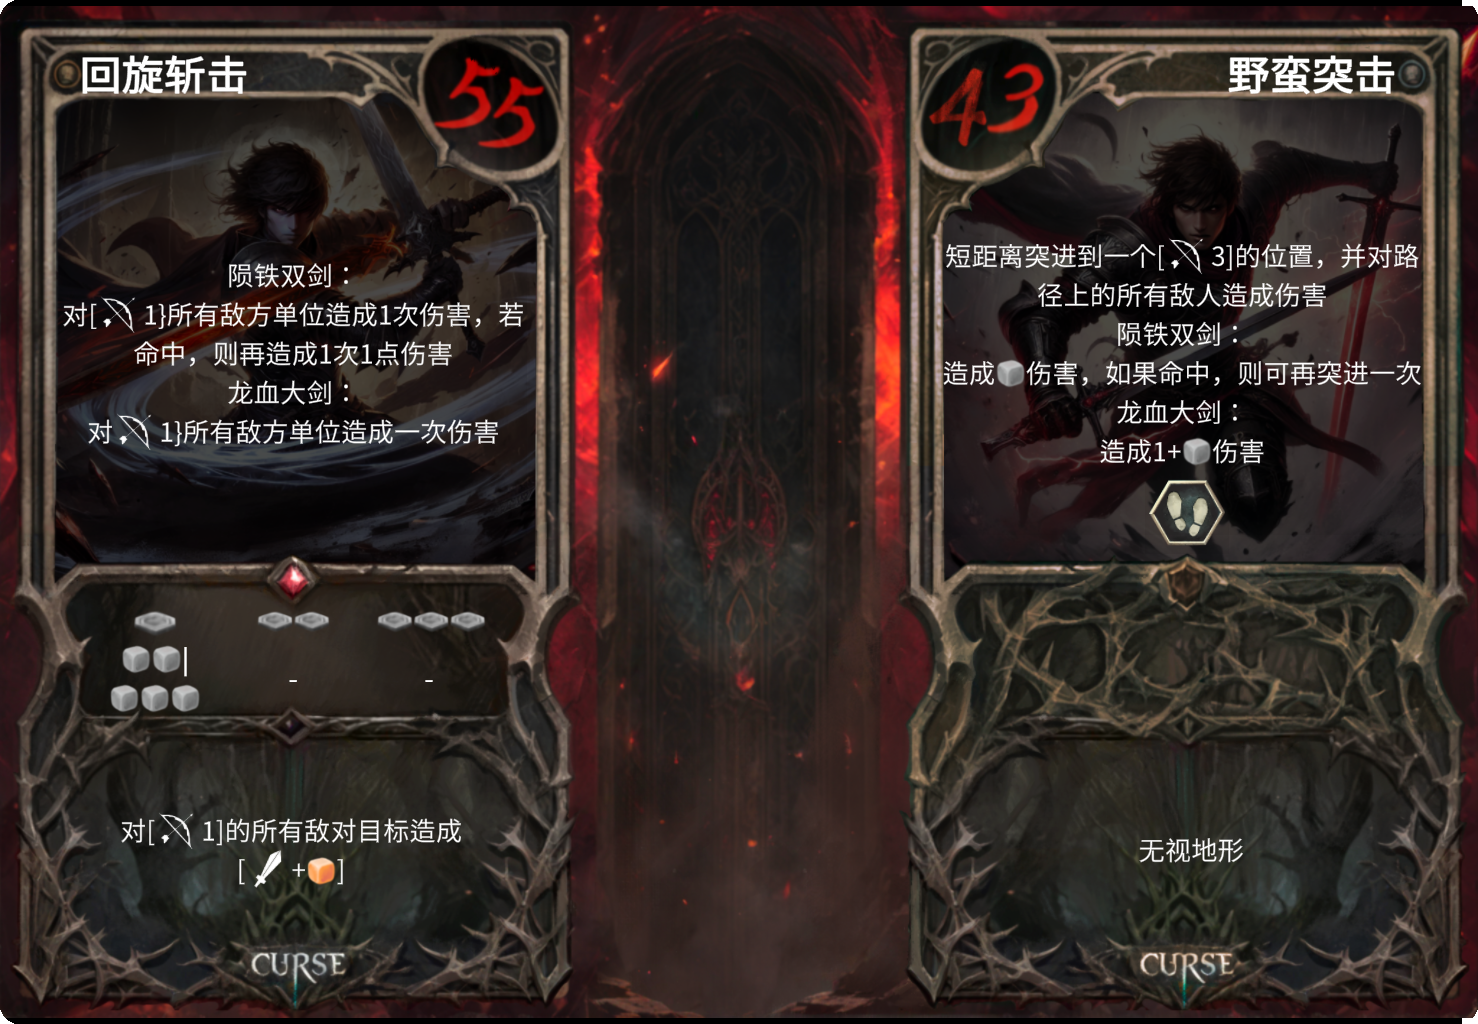 回旋斩击
55
陨铁双剑：
对[ 1}所有敌方单位造成1次伤害，若
命中，则再造成1次1点伤害
龙血大剑：
对 1}所有敌方单位造成一次伤害
|
-
-
对[ 1]的所有敌对目标造成
[ + ]
CURSE
43
野蛮突击
短距离突进到一个[ 3]的位置，并对路
径上的所有敌人造成伤害
陨铁双剑：
造成 伤害，如果命中，则可再突进一次
龙血大剑：
造成1+ 伤害
无视地形
CURSE